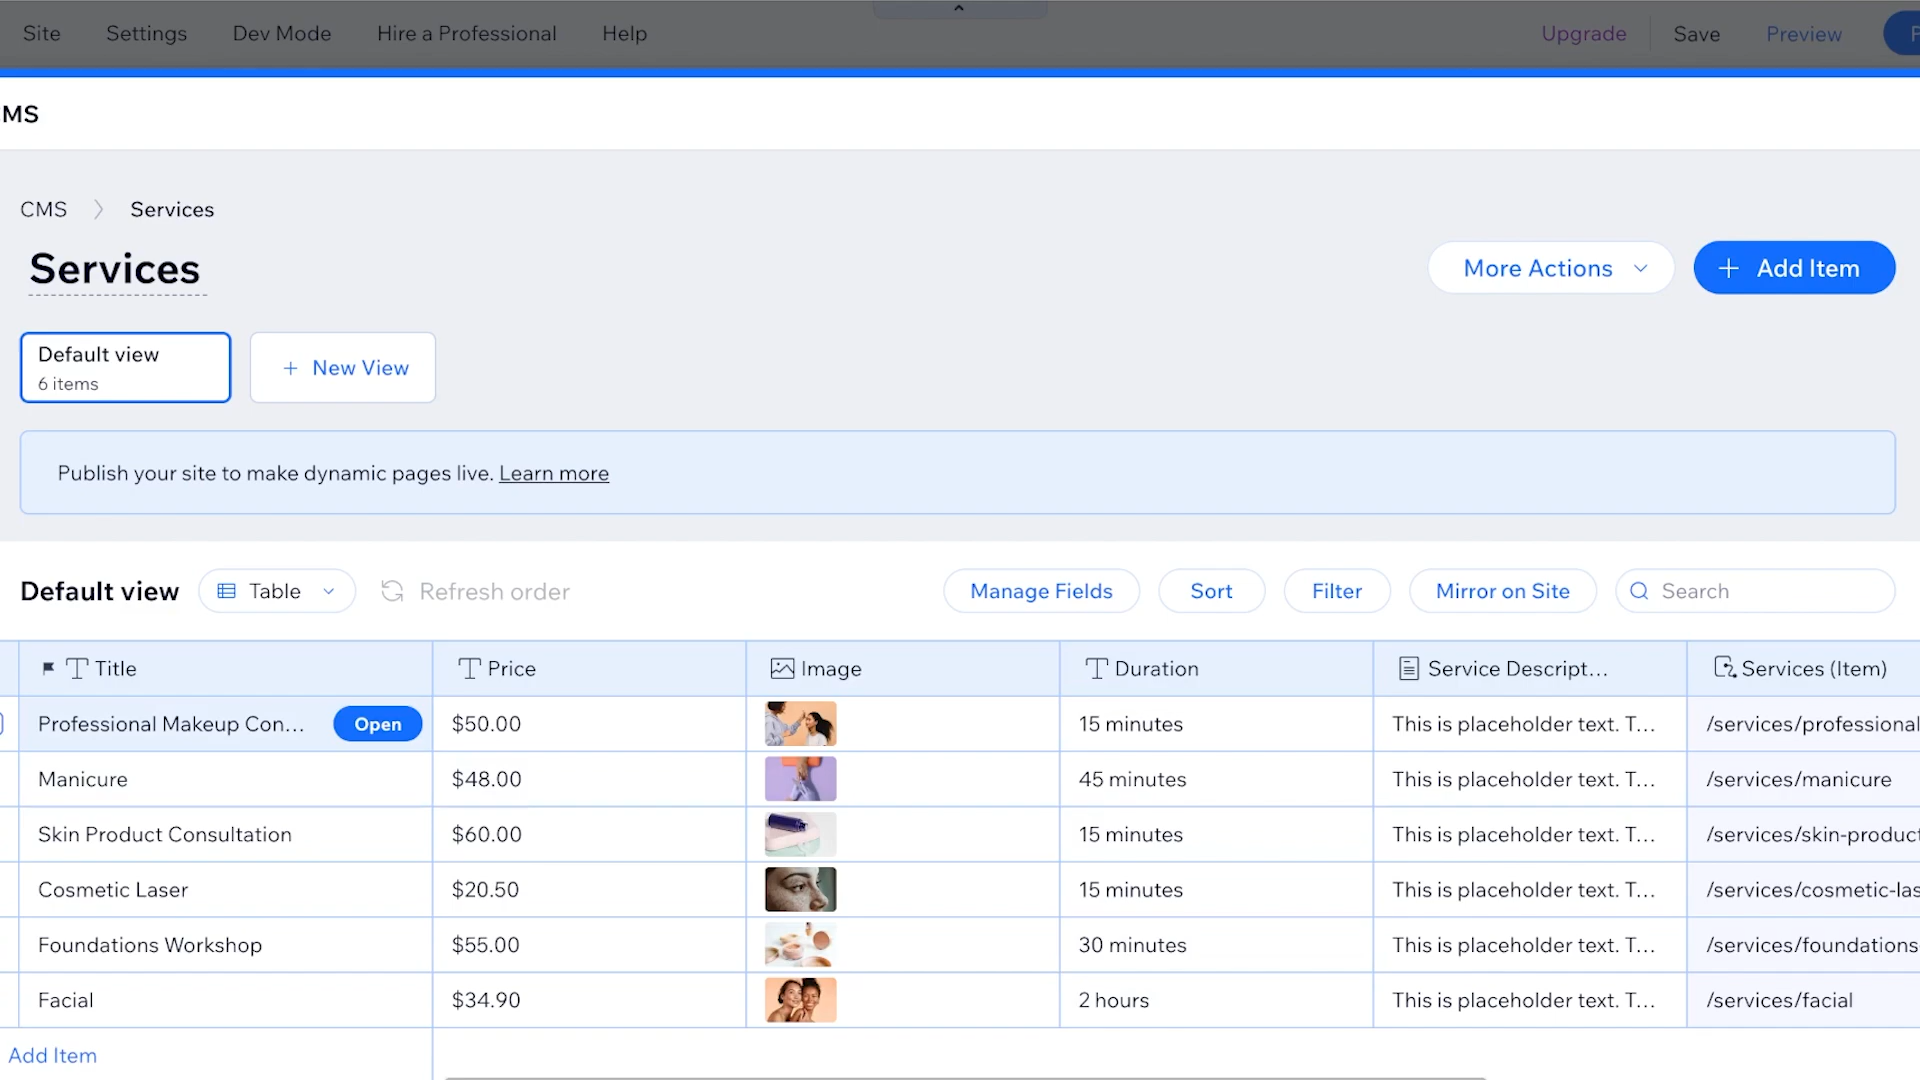 Site Settings Dev Mode Hire a Professional Help Upgrade Save Preview
MS
CMS Services
Services More Actions + Add Item
Default view
6 items
+ New View
Publish your site to make dynamic pages live. Learn more
Default view Table Refresh order Manage Fields Sort Filter Mirror on Site Search
Title Price Image Duration Service Descript... Services (Item)
Professional Makeup Con... Open $50.00 15 minutes This is placeholder text. T... /services/professional
Manicure $48.00 45 minutes This is placeholder text. T... /services/manicure
Skin Product Consultation $60.00 15 minutes This is placeholder text. T... /services/skin-product
Cosmetic Laser $20.50 15 minutes This is placeholder text. T... /services/cosmetic-las
Foundations Workshop $55.00 30 minutes This is placeholder text. T... /services/foundations
Facial $34.90 2 hours This is placeholder text. T... /services/facial
Add Item